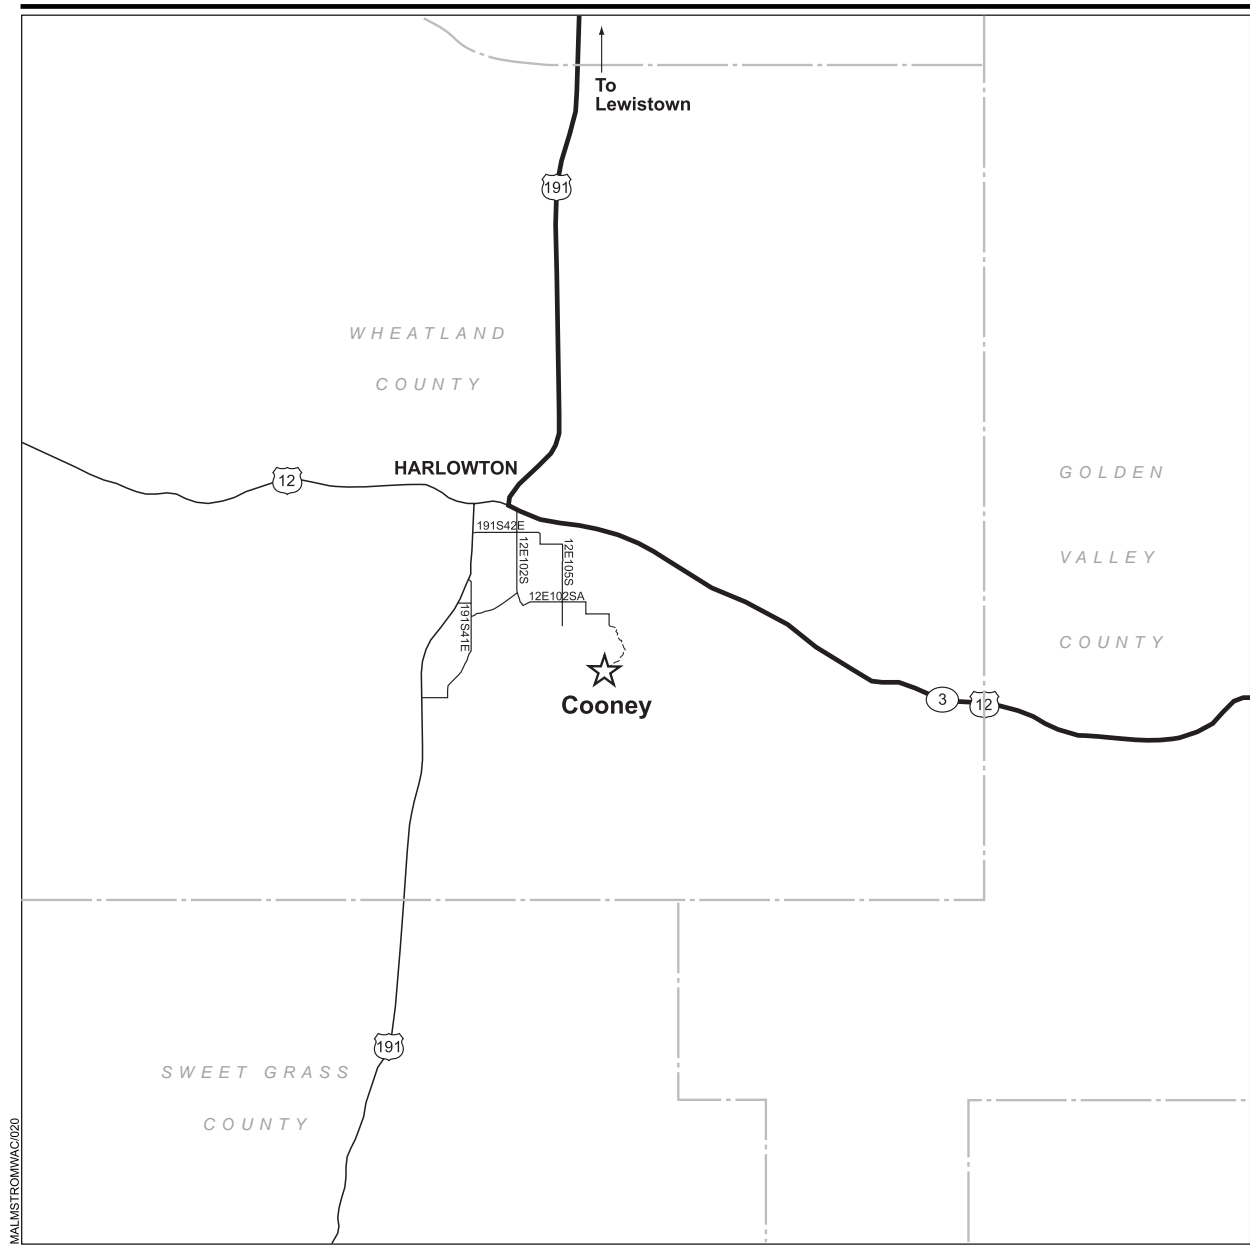 To
Lewistown
191
WHEATLAND
COUNTY
HARLOWTON
12
GOLDEN
VALLEY
COUNTY
191S42E
12E102S
12E105S
12E102SA
191S41E
Cooney
3
12
191
SWEET GRASS
COUNTY
MALMSTROMWAC/020